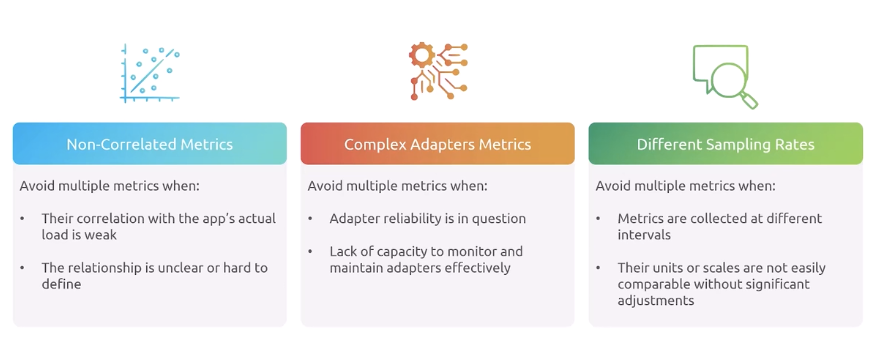 Non-Correlated Metrics
Avoid multiple metrics when:
• Their correlation with the app's actual
load is weak
• The relationship is unclear or hard to
define
Complex Adapters Metrics
Avoid multiple metrics when:
• Adapter reliability is in question
• Lack of capacity to monitor and
maintain adapters effectively
Different Sampling Rates
Avoid multiple metrics when:
• Metrics are collected at different
intervals
• Their units or scales are not easily
comparable without significant
adjustments